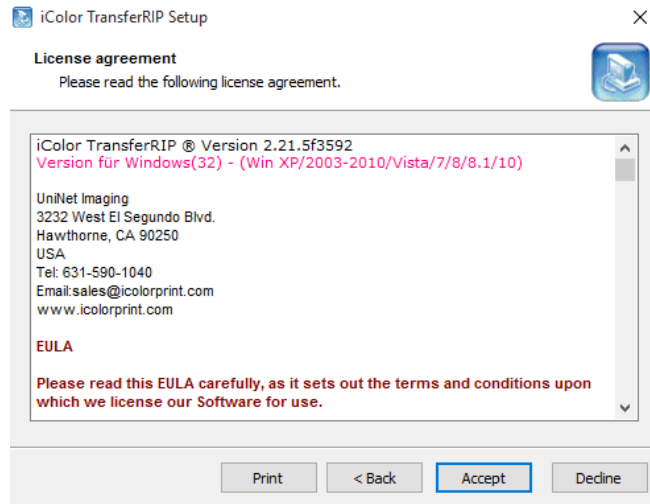 iColor TransferRIP Setup
License agreement
Please read the following license agreement.
iColor TransferRIP ® Version 2.21.5f3592
Version für Windows(32) - (Win XP/2003-2010/Vista/7/8/8.1/10)
UniNet Imaging
3232 West El Segundo Blvd.
Hawthorne, CA 90250
USA
Tel: 631-590-1040
Email:sales@icolorprint.com
www.icolorprint.com
EULA
Please read this EULA carefully, as it sets out the terms and conditions upon
which we license our Software for use.
Print
< Back
Accept
Decline